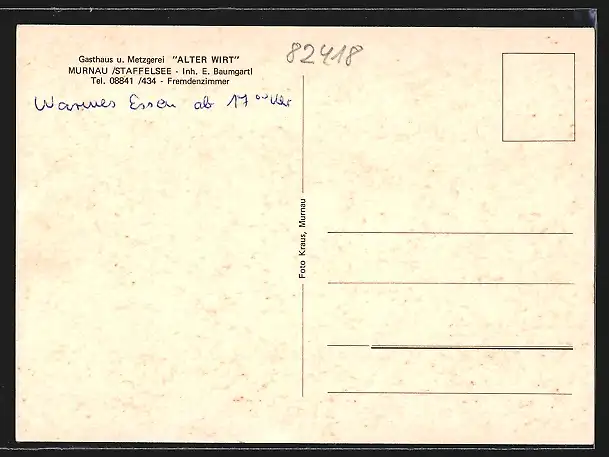 82418
Gasthaus u. Metzgerei "ALTER WIRT"
MURNAU /STAFFELSEE - Inh. E. Baumgartl
Tel. 08841 /434 - Fremdenzimmer
Warmes Essen ab 17 00 Uhr
Foto Kraus, Murnau